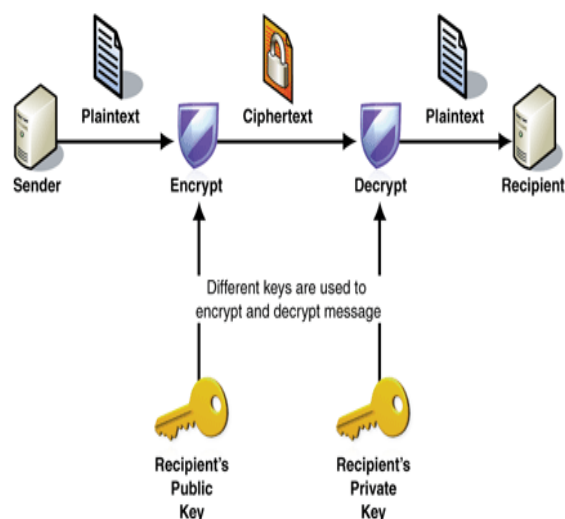 Plaintext
Ciphertext
Plaintext
Sender
Encrypt
Decrypt
Recipient
Different keys are used to
encrypt and decrypt message
Recipient's
Public
Key
Recipient's
Private
Key